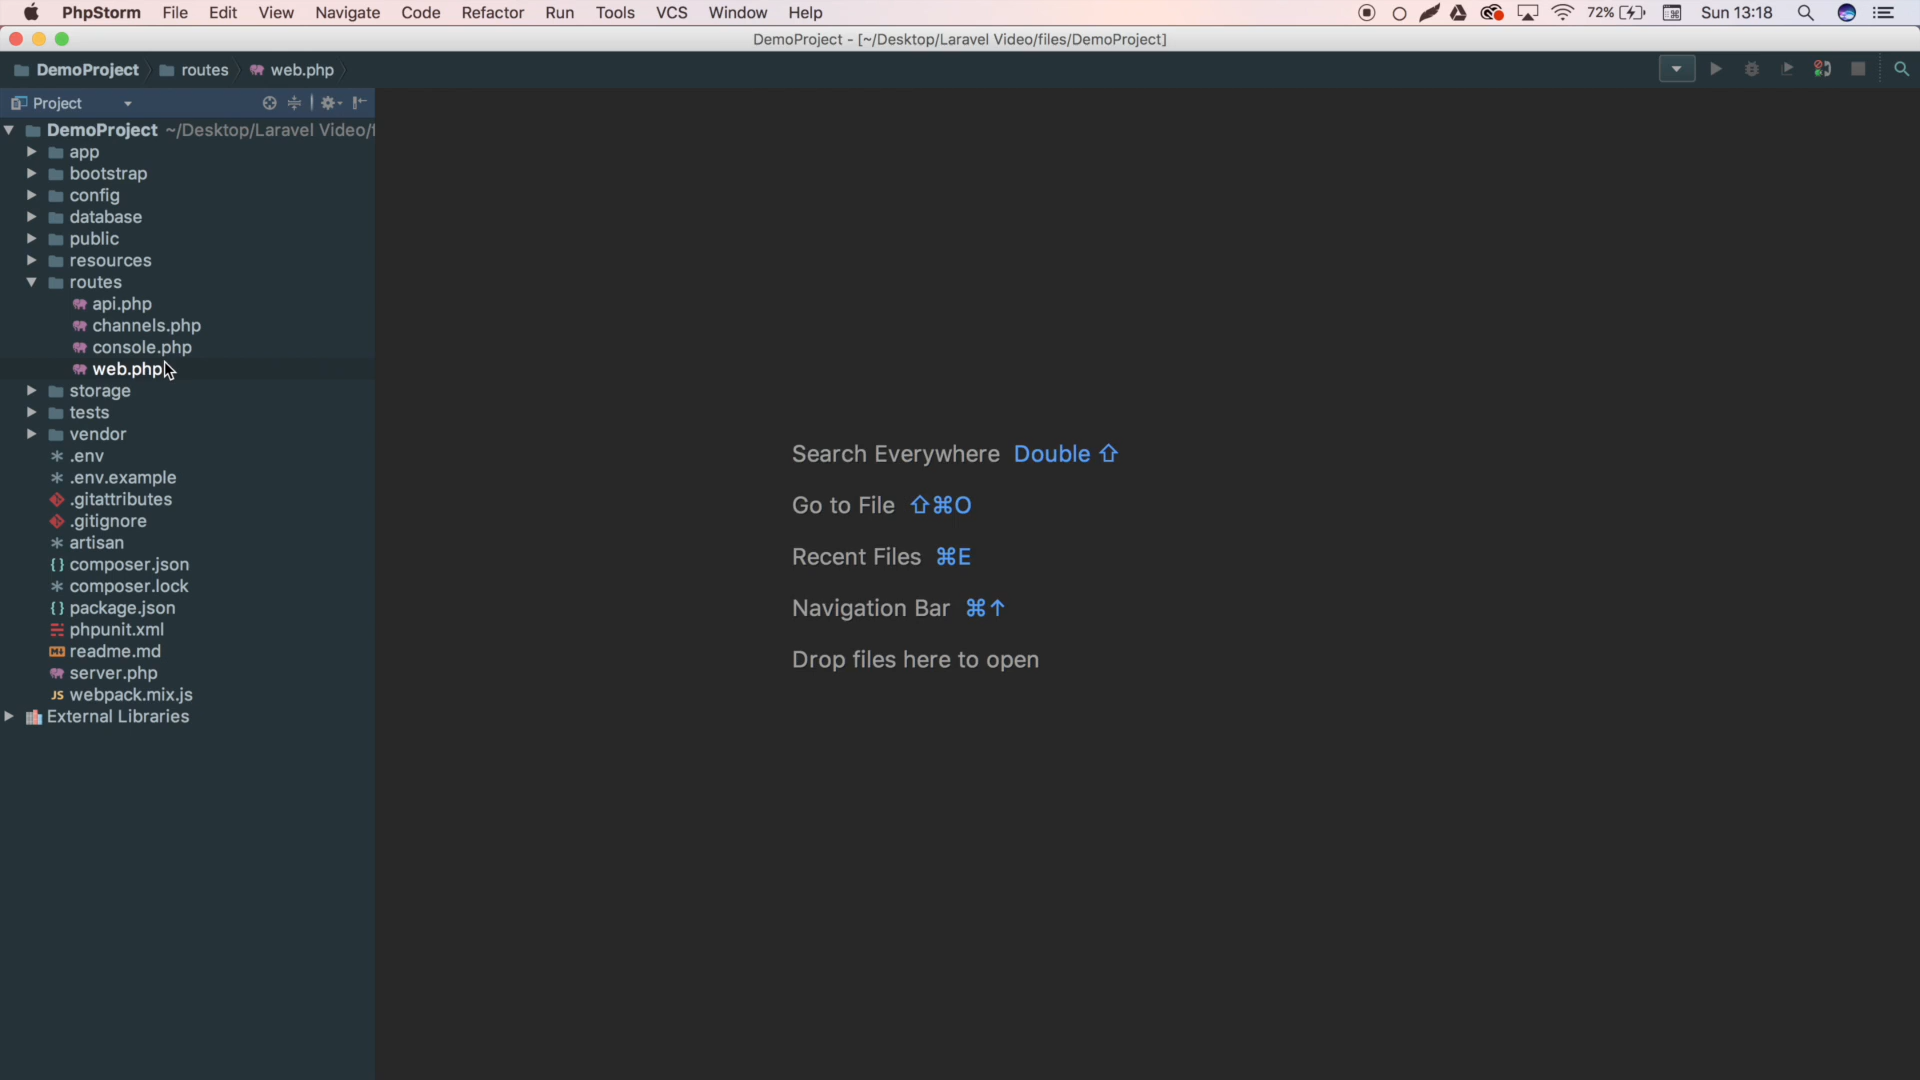 PhpStorm File Edit View Navigate Code Refactor Run Tools VCS Window Help 72% Sun 13:18
DemoProject - [~/Desktop/Laravel Video/files/DemoProject]
DemoProject routes web.php
Project
DemoProject ~/Desktop/Laravel Video/f
app
bootstrap
config
database
public
resources
routes
api.php
channels.php
console.php
web.php
storage
tests
vendor
.env
.env.example
.gitattributes
.gitignore
artisan
composer.json
composer.lock
package.json
phpunit.xml
readme.md
server.php
JS webpack.mix.js
External Libraries
Search Everywhere Double ⇧
Go to File ⇧⌘O
Recent Files ⌘E
Navigation Bar ⌘↑
Drop files here to open